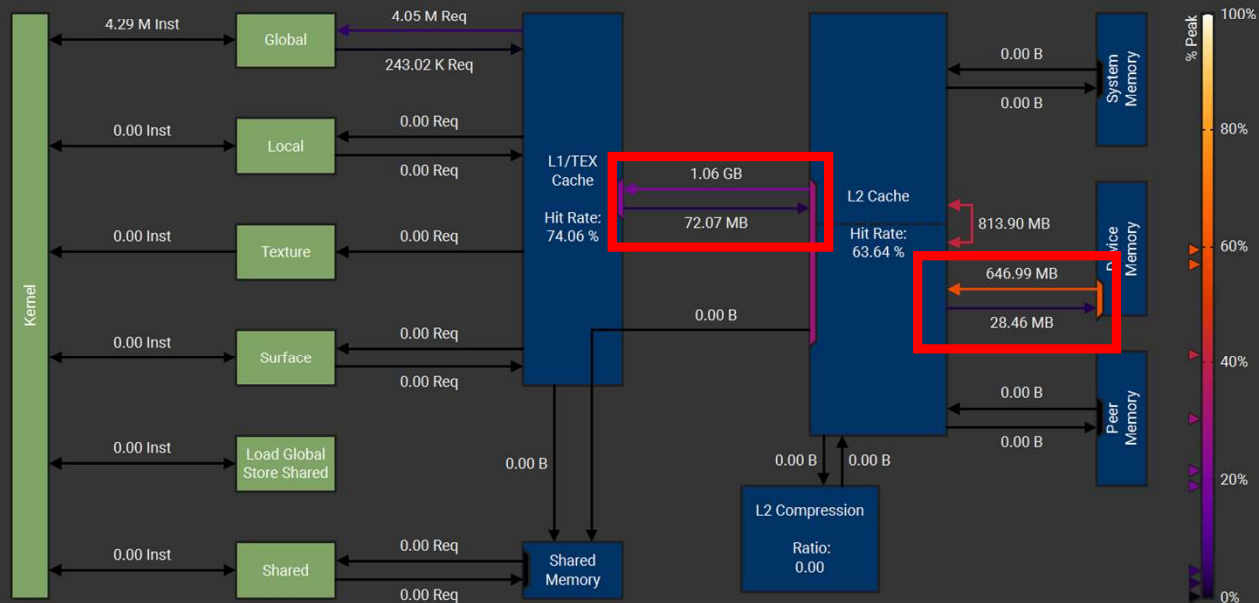 Kernel
4.29 M Inst
Global
4.05 M Req
243.02 K Req
0.00 Inst
Local
0.00 Req
0.00 Req
0.00 Inst
Texture
0.00 Req
0.00 Inst
Surface
0.00 Req
0.00 Req
0.00 Inst
Load Global
Store Shared
0.00 Inst
Shared
0.00 Req
0.00 Req
L1/TEX
Cache
Hit Rate:
74.06 %
0.00 B
Shared
Memory
1.06 GB
72.07 MB
0.00 B
L2 Cache
Hit Rate:
63.64 %
813.90 MB
0.00 B
0.00 B
L2 Compression
Ratio:
0.00
0.00 B
0.00 B
System
Memory
646.99 MB
28.46 MB
Device
Memory
0.00 B
0.00 B
Peer
Memory
% Peak
100%
80%
60%
40%
20%
0%